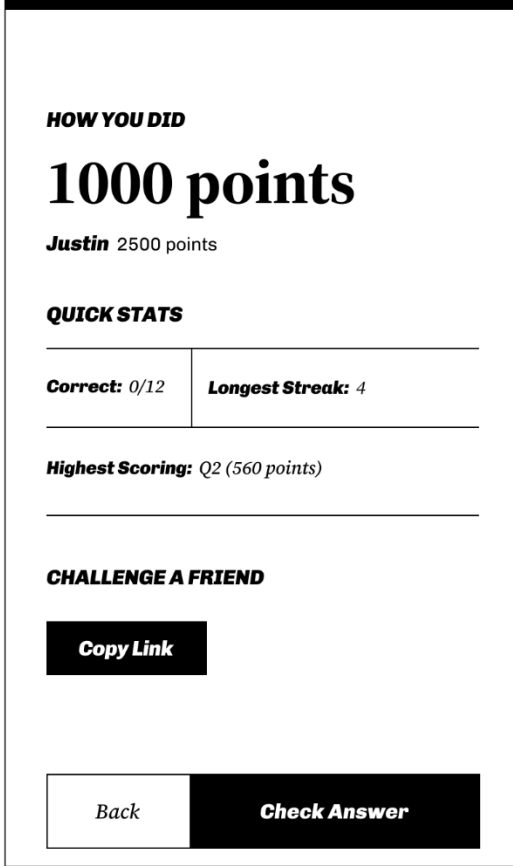 HOW YOU DID
1000 points
Justin 2500 points
QUICK STATS
Correct: 0/12 Longest Streak: 4
Highest Scoring: Q2 (560 points)
CHALLENGE A FRIEND
Copy Link
Back Check Answer